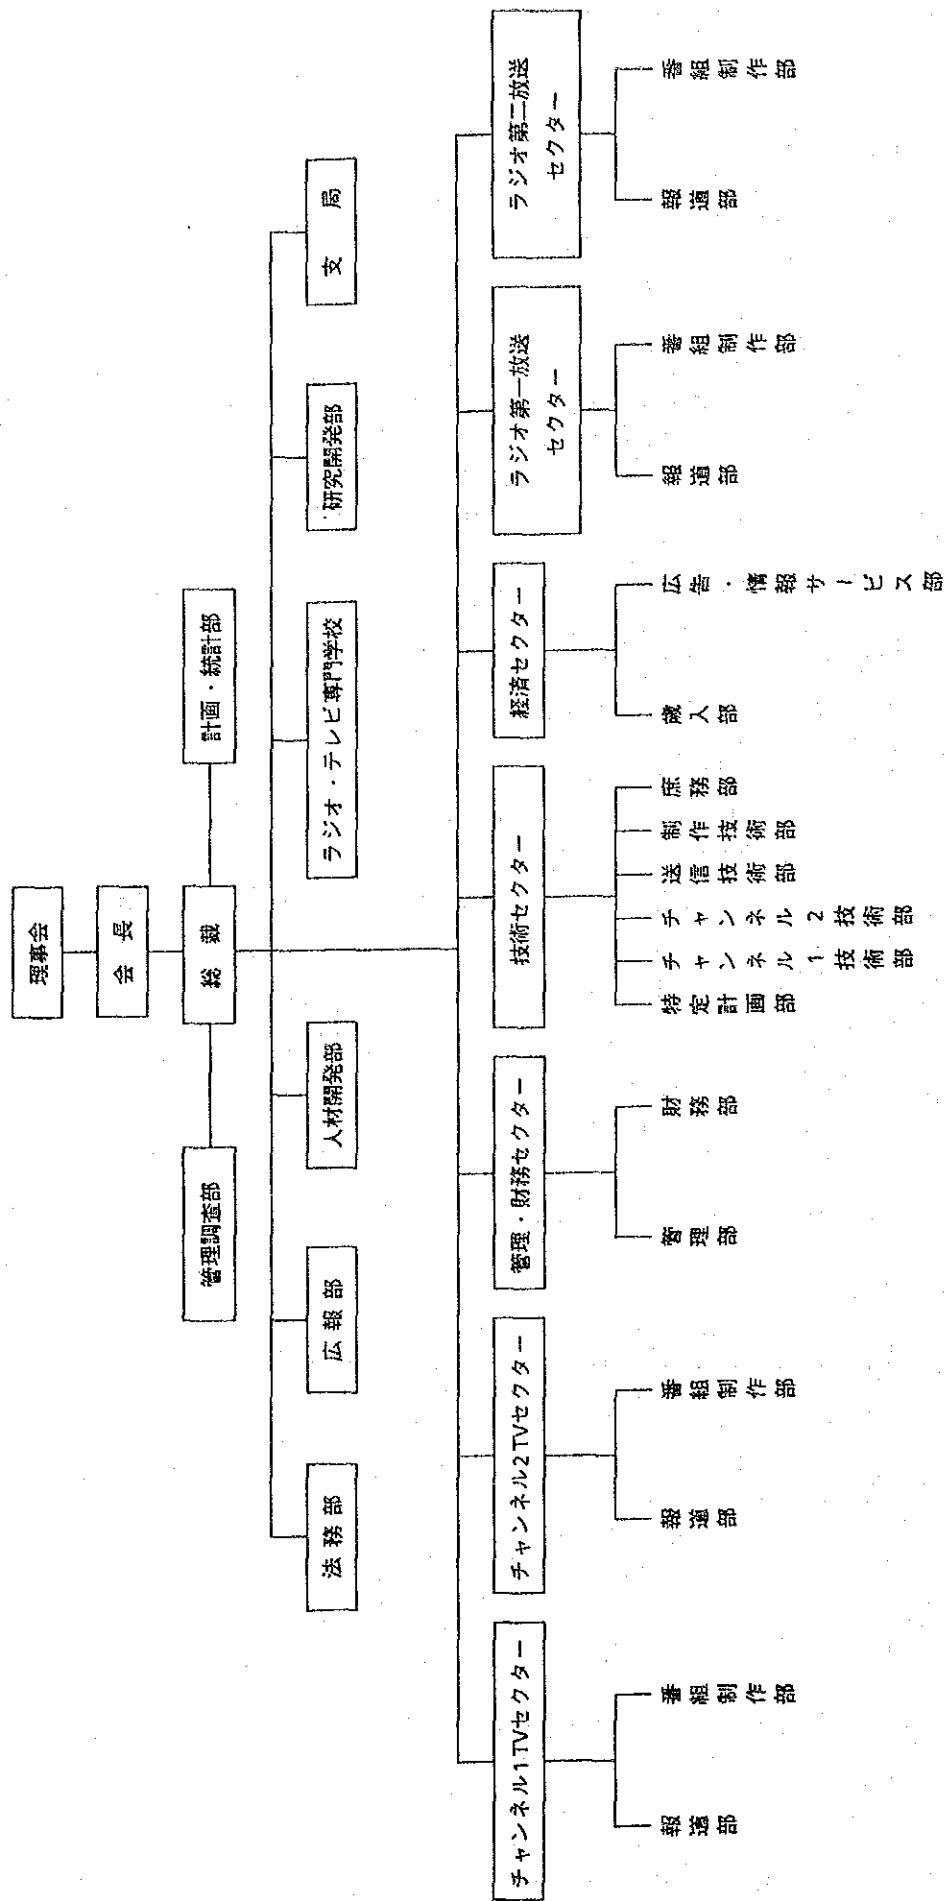 理事会
会長
総裁
管理調査部
計画・統計部
法務部
広報部
人材開発部
ラジオ・テレビ専門学校
研究開発部
支局
チャンネル1TVセクター
チャンネル2TVセクター
管理・財務セクター
技術セクター
経済セクター
ラジオ第一放送
セクター
ラジオ第二放送
セクター
報道部
番組制作部
報道部
番組制作部
管理部
財務部
特定計画部
チャンネル1技術部
チャンネル2技術部
送信技術部
制作技術部
庶務部
歳入部
広告・情報サービス部
報道部
番組制作部
報道部
番組制作部